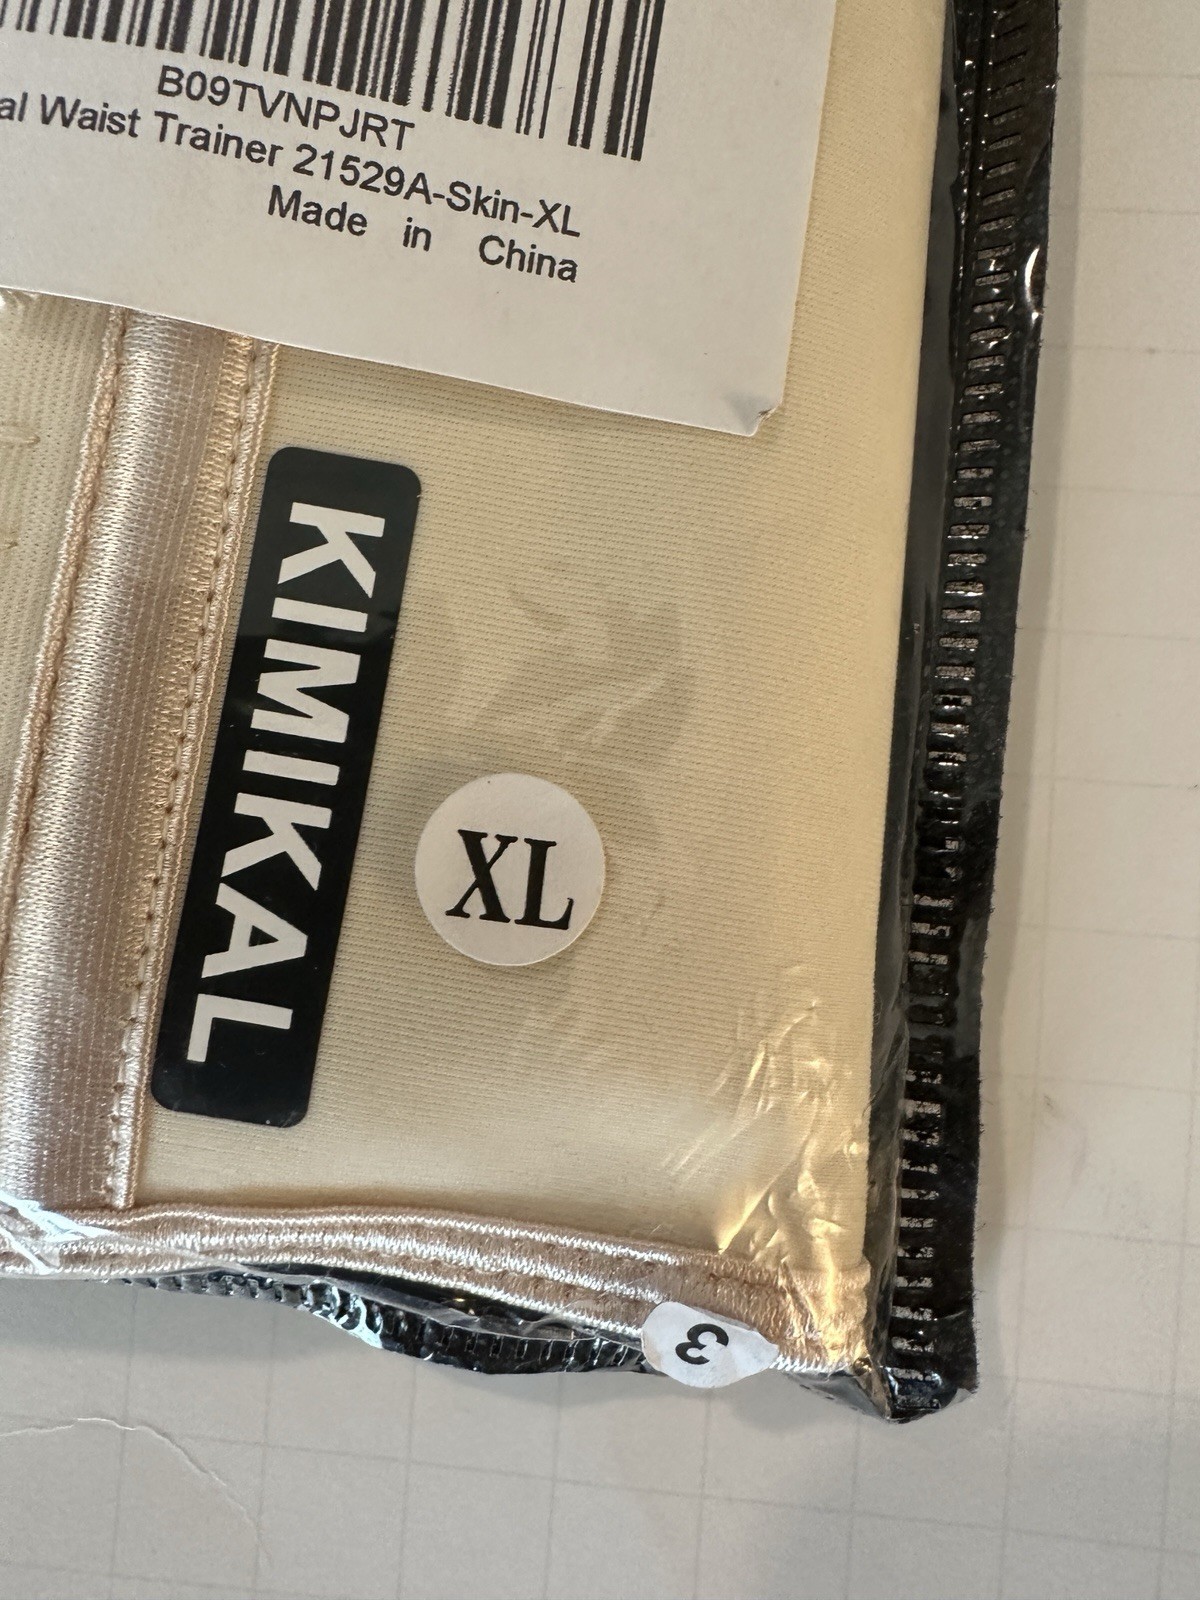 B09TVNPJRT
al Waist Trainer 21529A-Skin-XL
Made in China
KIMIKAL
XL
3